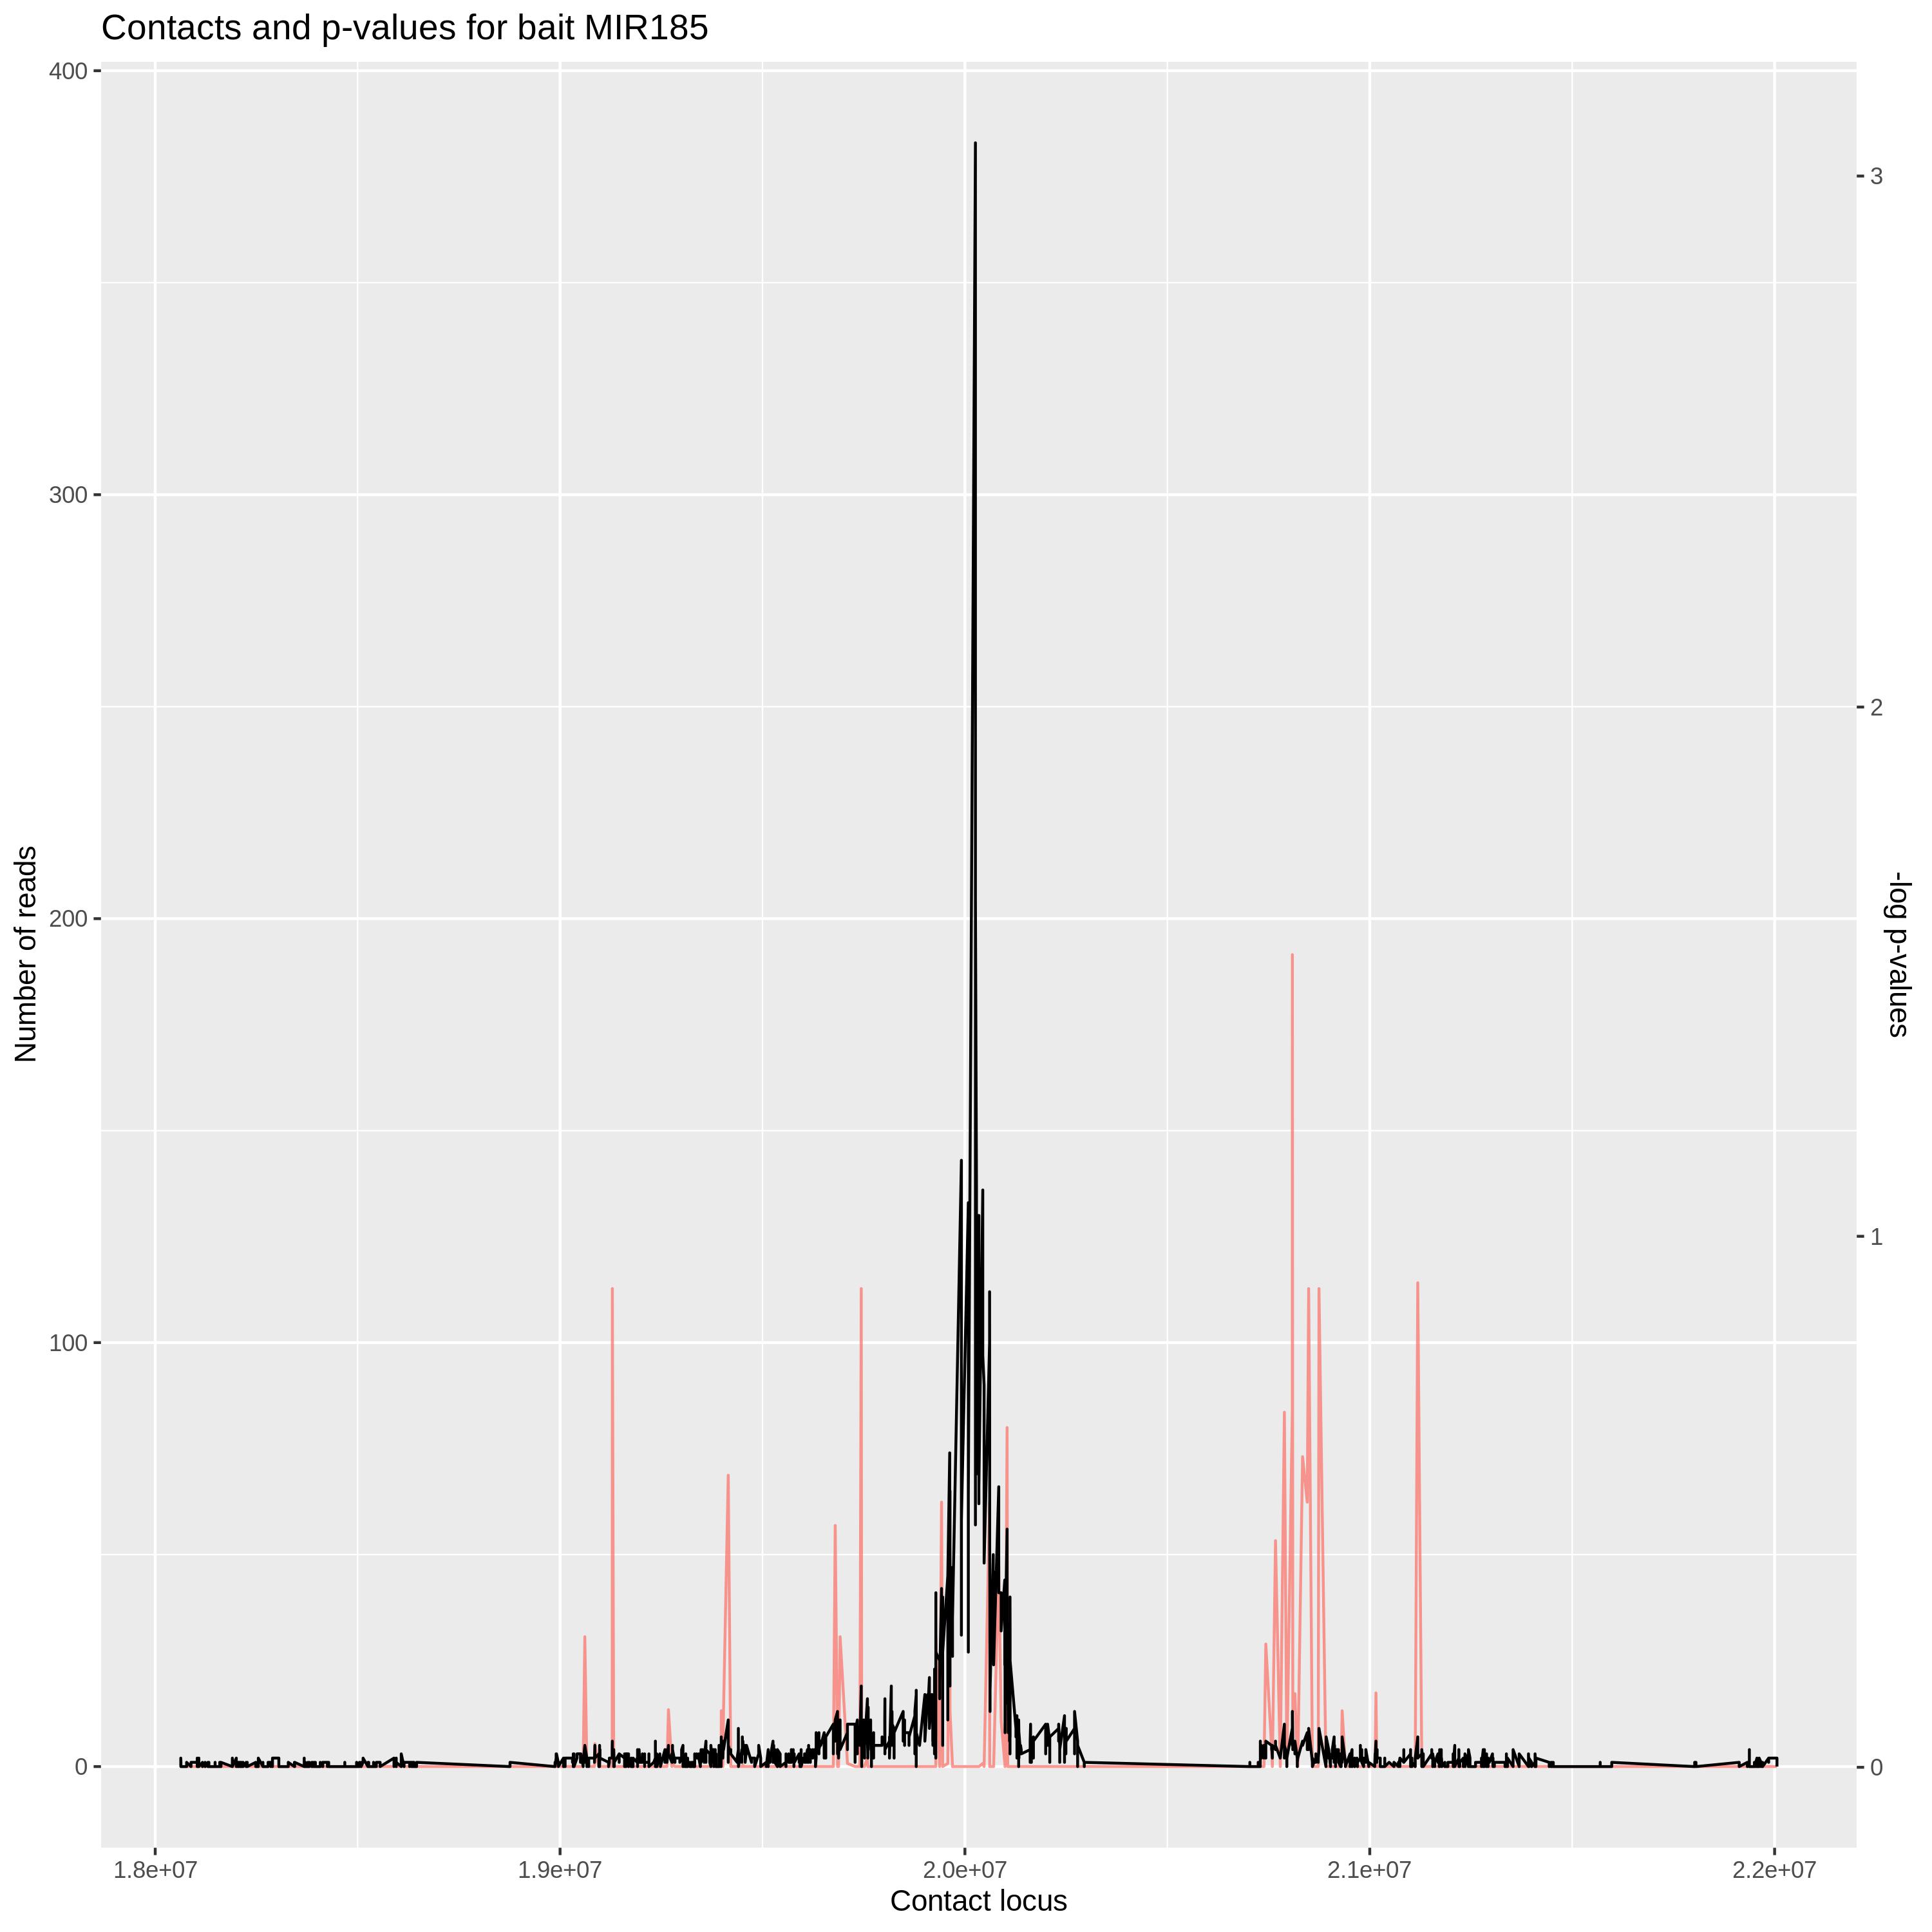 Contacts and p-values for bait MIR185
400
300
200
100
0
Number of reads
3
2
1
0
-log p-values
1.8e+07 1.9e+07 2.0e+07 2.1e+07 2.2e+07
Contact locus